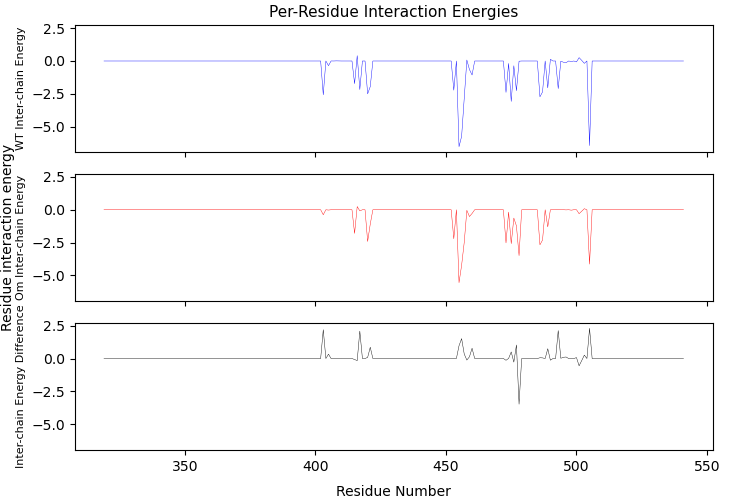 Per-Residue Interaction Energies
WT Inter-chain Energy
2.5
0.0
−2.5
−5.0
Residue interaction energy
Om Inter-chain Energy
2.5
0.0
−2.5
−5.0
Inter-chain Energy Difference
2.5
0.0
−2.5
−5.0
350
400
450
500
550
Residue Number